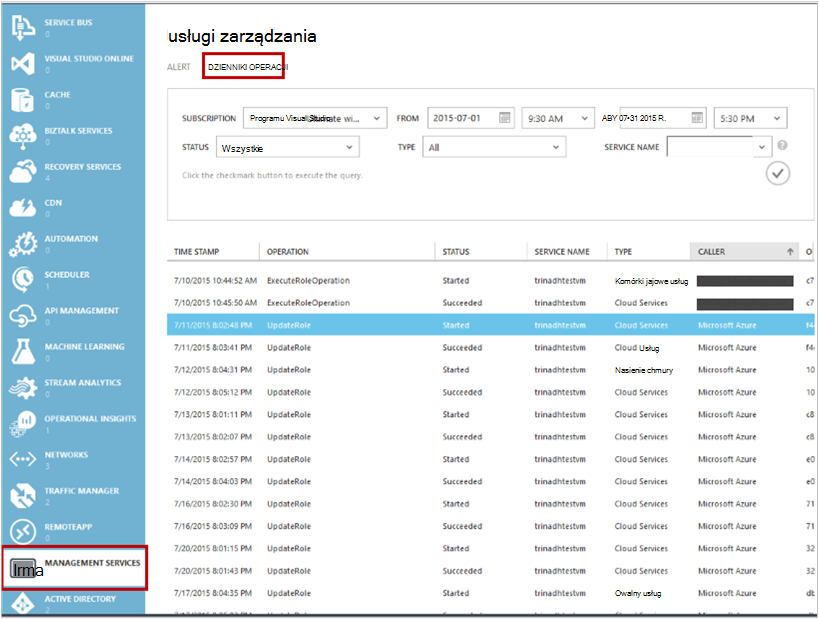 SERVICE BUS
0
VISUAL STUDIO ONLINE
0
CACHE
0
BIZTALK SERVICES
0
RECOVERY SERVICES
4
CDN
0
AUTOMATION
0
SCHEDULER
1
API MANAGEMENT
0
MACHINE LEARNING
0
STREAM ANALYTICS
0
OPERATIONAL INSIGHTS
1
NETWORKS
3
TRAFFIC MANAGER
2
REMOTEAPP
0
Irma MANAGEMENT SERVICES
ACTIVE DIRECTORY
2
usługi zarządzania
ALERT DZIENNIKI OPERACJI
SUBSCRIPTION Programu Visual Studio wi... FROM 2015-07-01 9:30 AM ABY 07•31 2015 R. 5:30 PM
STATUS Wszystkie TYPE All SERVICE NAME ?
Click the checkmark button to execute the query.
TIME STAMP OPERATION STATUS SERVICE NAME TYPE CALLER O
7/10/2015 10:44:52 AM ExecuteRoleOperation Started trinadhtestvm Komórki jajowe usług c7
7/10/2015 10:45:50 AM ExecuteRoleOperation Succeeded trinadhtestvm Cloud Services c7
7/11/2015 8:02:48 PM UpdateRole Started trinadhtestvm Cloud Services Microsoft Azure f4
7/11/2015 8:03:41 PM UpdateRole Succeeded trinadhtestvm Cloud Usług Microsoft Azure f4
7/12/2015 8:04:31 PM UpdateRole Started trinadhtestvm Nasienie chmury Microsoft Azure 10
7/12/2015 8:05:12 PM UpdateRole Succeeded trinadhtestvm Cloud Services Microsoft Azure 10
7/13/2015 8:01:11 PM UpdateRole Started trinadhtestvm Cloud Services Microsoft Azure c8
7/13/2015 8:02:07 PM UpdateRole Succeeded trinadhtestvm Cloud Services Microsoft Azure c8
7/14/2015 8:02:57 PM UpdateRole Started trinadhtestvm Cloud Services Microsoft Azure e0
7/14/2015 8:04:03 PM UpdateRole Succeeded trinadhtestvm Cloud Services Microsoft Azure e0
7/16/2015 8:02:30 PM UpdateRole Started trinadhtestvm Cloud Services Microsoft Azure 71
7/16/2015 8:03:09 PM UpdateRole Succeeded trinadhtestvm Cloud Services Microsoft Azure 71
7/20/2015 8:01:15 PM UpdateRole Started trinadhtestvm Cloud Services Microsoft Azure 32
7/20/2015 8:01:43 PM UpdateRole Succeeded trinadhtestvm Cloud Services Microsoft Azure 32
7/17/2015 8:04:35 PM UpdateRole Started trinadhtestvm Owalny usług Microsoft Azure db